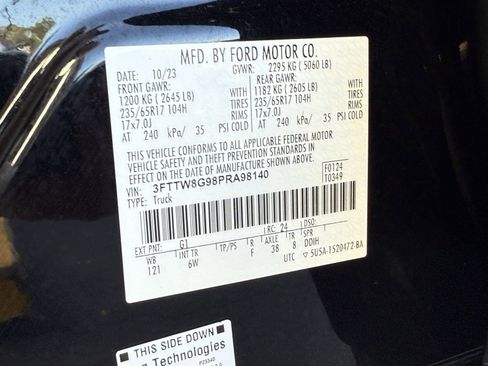 MFD. BY FORD MOTOR CO.
DATE: 10/23 GVWR: 2295 KG ( 5060 LB)
FRONT GAWR: REAR GAWR:
1200 KG ( 2645 LB) WITH 1182 KG ( 2605 LB) WITH
235/65R17 104H TIRES 235/65R17 104H TIRES
17x7.0J RIMS 17x7.0J RIMS
AT 240 kPa/ 35 PSI COLD AT 240 kPa/ 35 PSI COLD
THIS VEHICLE CONFORMS TO ALL APPLICABLE FEDERAL MOTOR
VEHICLE SAFETY AND THEFT PREVENTION STANDARDS IN
EFFECT ON THE DATE OF MANUFACTURE SHOWN ABOVE.
VIN: 3FTTW8G98PRA98140 F0124
TYPE: Truck T0349
EXT PNT: G1 RC: 24 DSO:
WB INT TR TP/PS R AXLE TR SPR
121 6W F 38 8 DDIH
UTC 5U5A-1520472-BA
THIS SIDE DOWN
Technologies
P23340